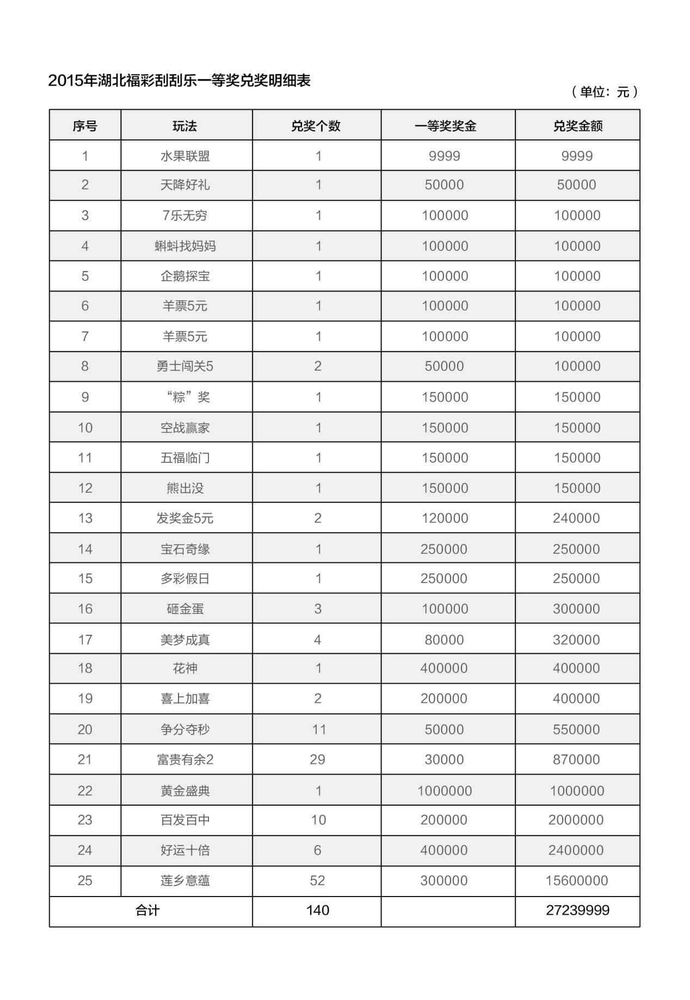 2015年湖北福彩刮刮乐一等奖兑奖明细表
（单位：元）
序号 玩法 兑奖个数 一等奖奖金 兑奖金额
1 水果联盟 1 9999 9999
2 天降好礼 1 50000 50000
3 7乐无穷 1 100000 100000
4 蝌蚪找妈妈 1 100000 100000
5 企鹅探宝 1 100000 100000
6 羊票5元 1 100000 100000
7 羊票5元 1 100000 100000
8 勇士闯关5 2 50000 100000
9 “粽”奖 1 150000 150000
10 空战赢家 1 150000 150000
11 五福临门 1 150000 150000
12 熊出没 1 150000 150000
13 发奖金5元 2 120000 240000
14 宝石奇缘 1 250000 250000
15 多彩假日 1 250000 250000
16 砸金蛋 3 100000 300000
17 美梦成真 4 80000 320000
18 花神 1 400000 400000
19 喜上加喜 2 200000 400000
20 争分夺秒 11 50000 550000
21 富贵有余2 29 30000 870000
22 黄金盛典 1 1000000 1000000
23 百发百中 10 200000 2000000
24 好运十倍 6 400000 2400000
25 莲乡意蕴 52 300000 15600000
合计 140 27239999